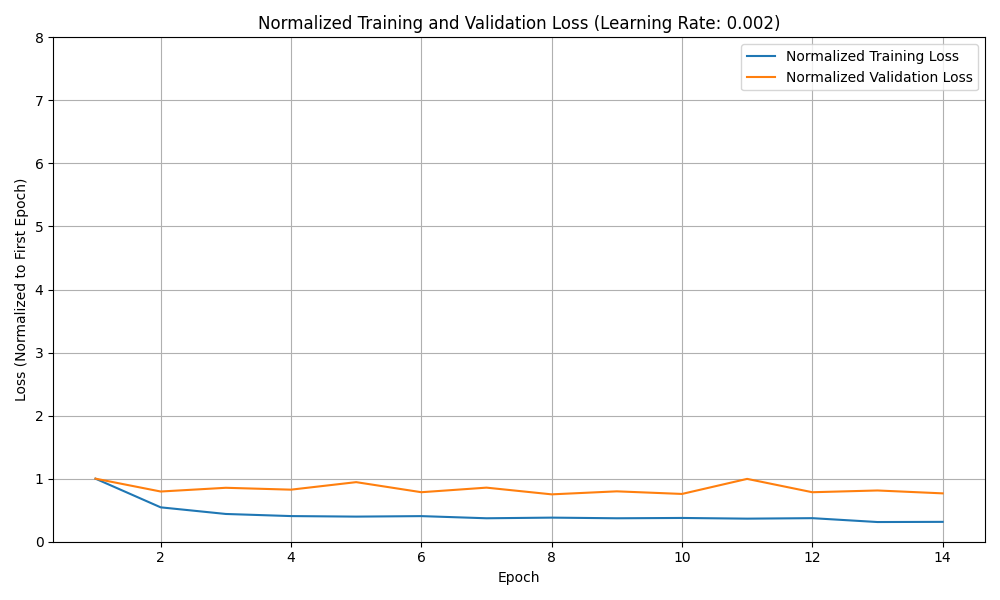 Normalized Training and Validation Loss (Learning Rate: 0.002)
Normalized Training Loss
Normalized Validation Loss
Loss (Normalized to First Epoch)
8
7
6
5
4
3
2
1
0
2 4 6 8 10 12 14
Epoch